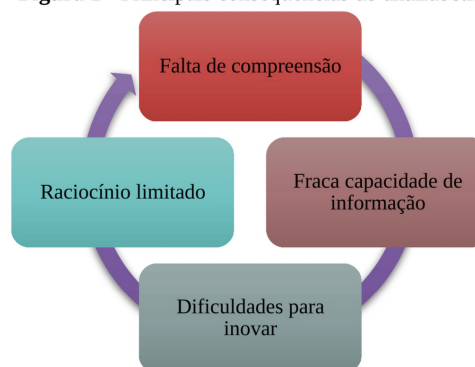 Falta de compreensão
Fraca capacidade de
informação
Dificuldades para
inovar
Raciocínio limitado